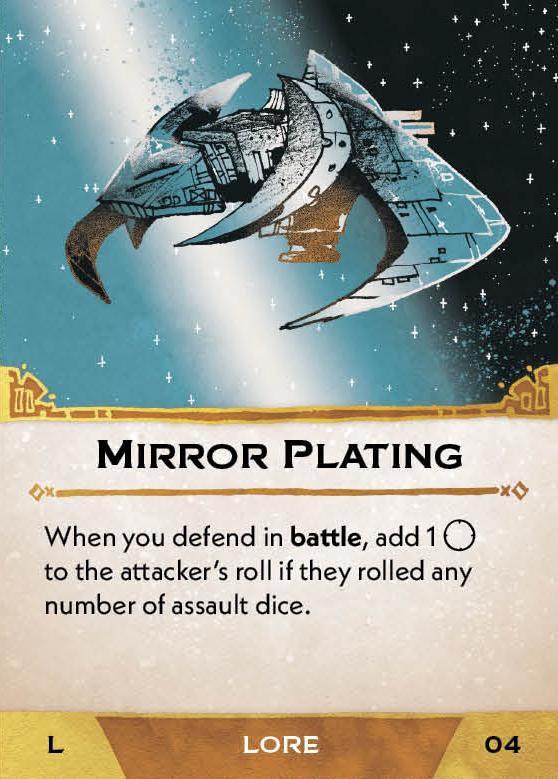 MIRROR PLATING
When you defend in battle, add 1
to the attacker's roll if they rolled any
number of assault dice.
L LORE 04